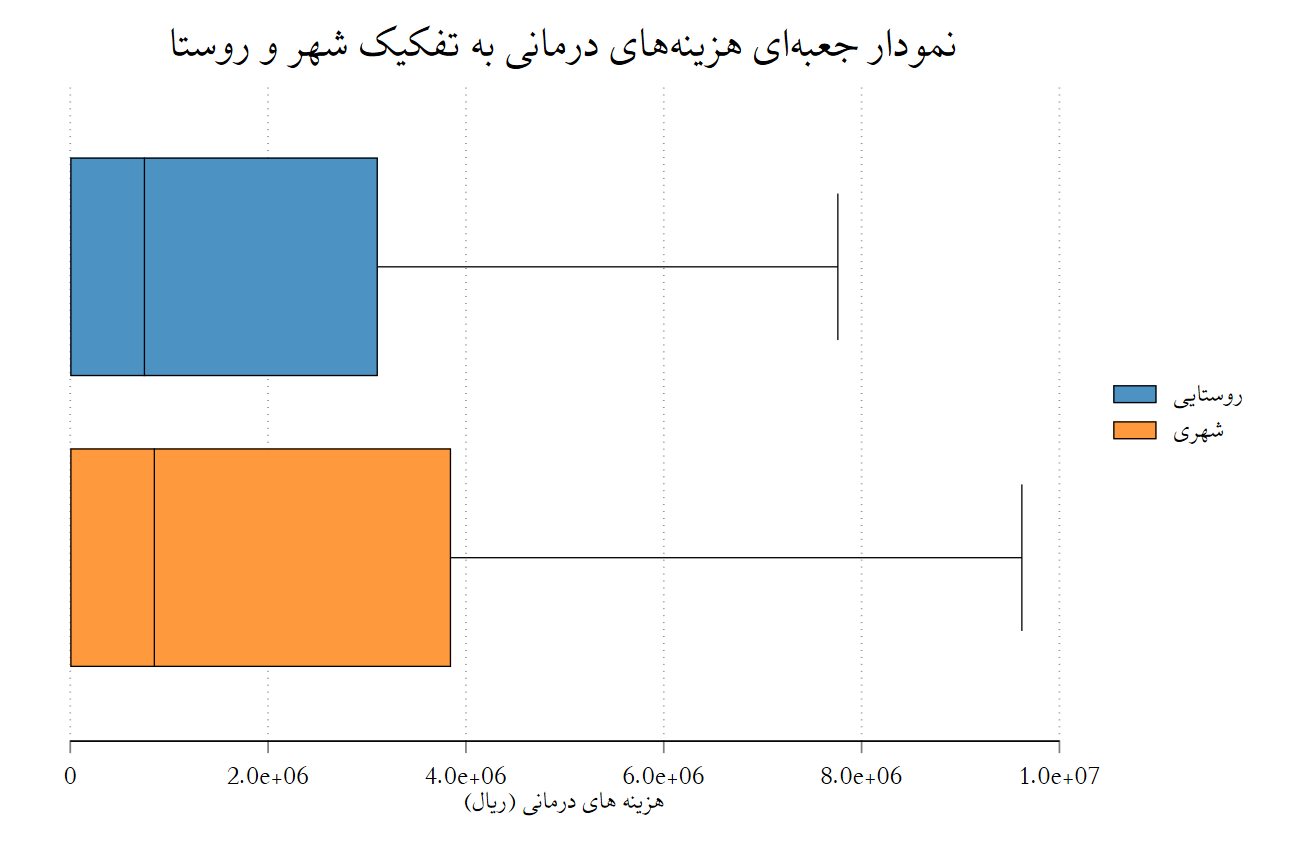 نمودار جعبه‌ای هزینه‌های درمانی به تفکیک شهر و روستا
روستایی
شهری
0 2.0e+06 4.0e+06 6.0e+06 8.0e+06 1.0e+07
هزینه های درمانی (ریال)